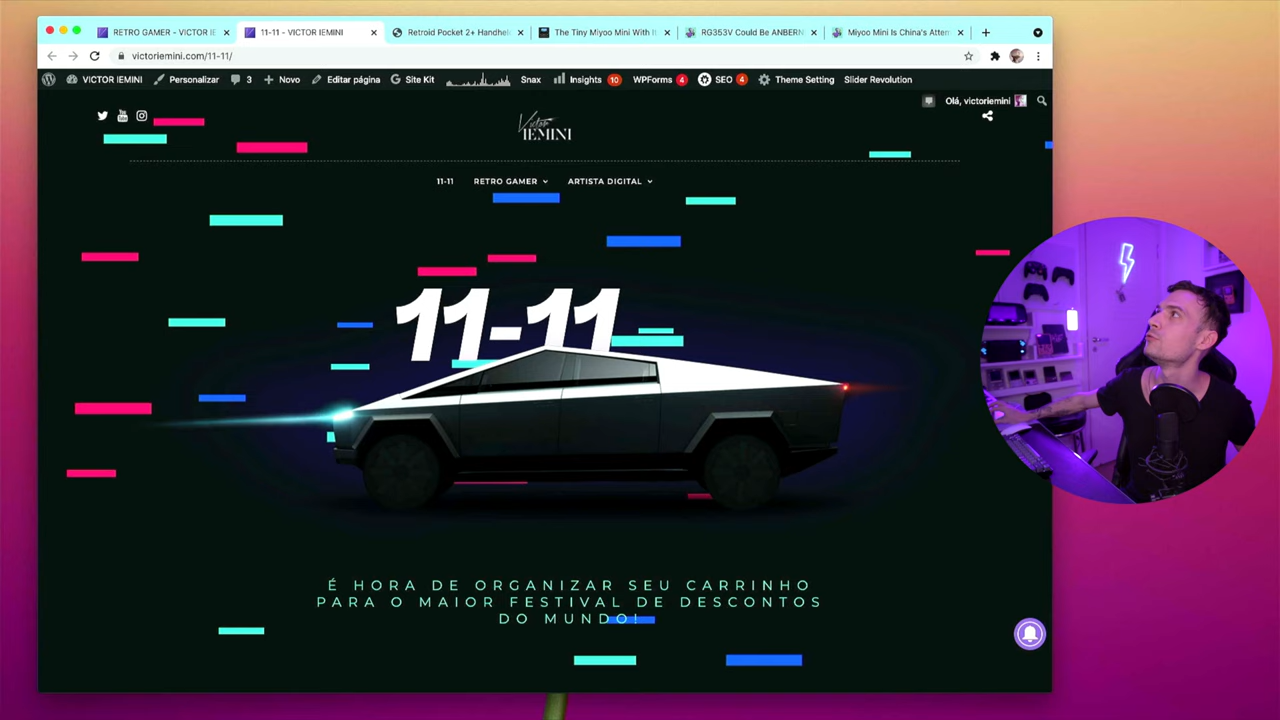 RETRO GAMER - VICTOR IE
11-11 - VICTOR IEMINI
Retroid Pocket 2+ Handhel
The Tiny Miyoo Mini With I
RG353V Could Be ANBERN
Miyoo Mini Is China's Atten
victoriemini.com/11-11/
VICTOR IEMINI
Personalizar
3
Novo
Editar página
Site Kit
Snax
Insights 10
WPForms 4
SEO 4
Theme Setting
Slider Revolution
Olá, victoriemini
Victor
IEMINI
11-11
RETRO GAMER
ARTISTA DIGITAL
11-11
É HORA DE ORGANIZAR SEU CARRINHO
PARA O MAIOR FESTIVAL DE DESCONTOS
DO MUNDO!